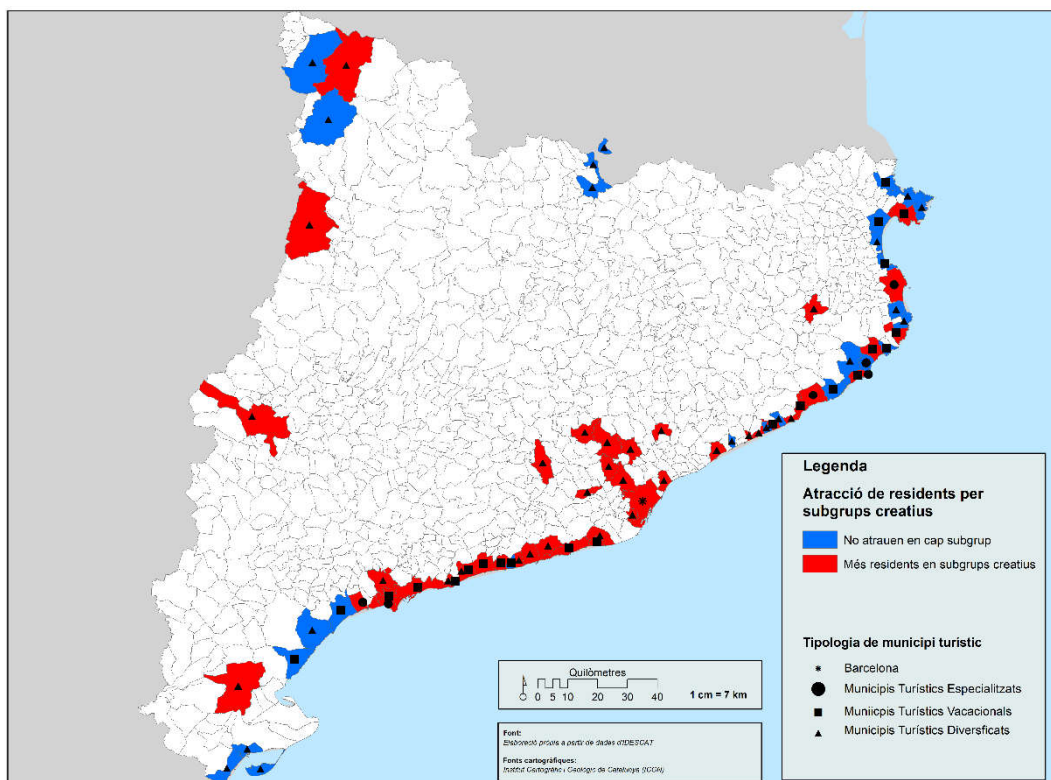 Legenda
Atracció de residents per
subgrups creatius
No atrauen en cap subgrup
Més residents en subgrups creatius
Tipologia de municipi turístic
Barcelona
Municipis Turístics Especialitzats
Muniicpis Turístics Vacacionals
Municipis Turístics Diversficats
Quilòmetres
0 5 10 20 30 40
1 cm = 7 km
Font:
Elaboració pròpia a partir de dades d'IDESCAT
Fonts cartogràfiques:
Institut Cartogràfic i Geològic de Catalunya (ICGN)